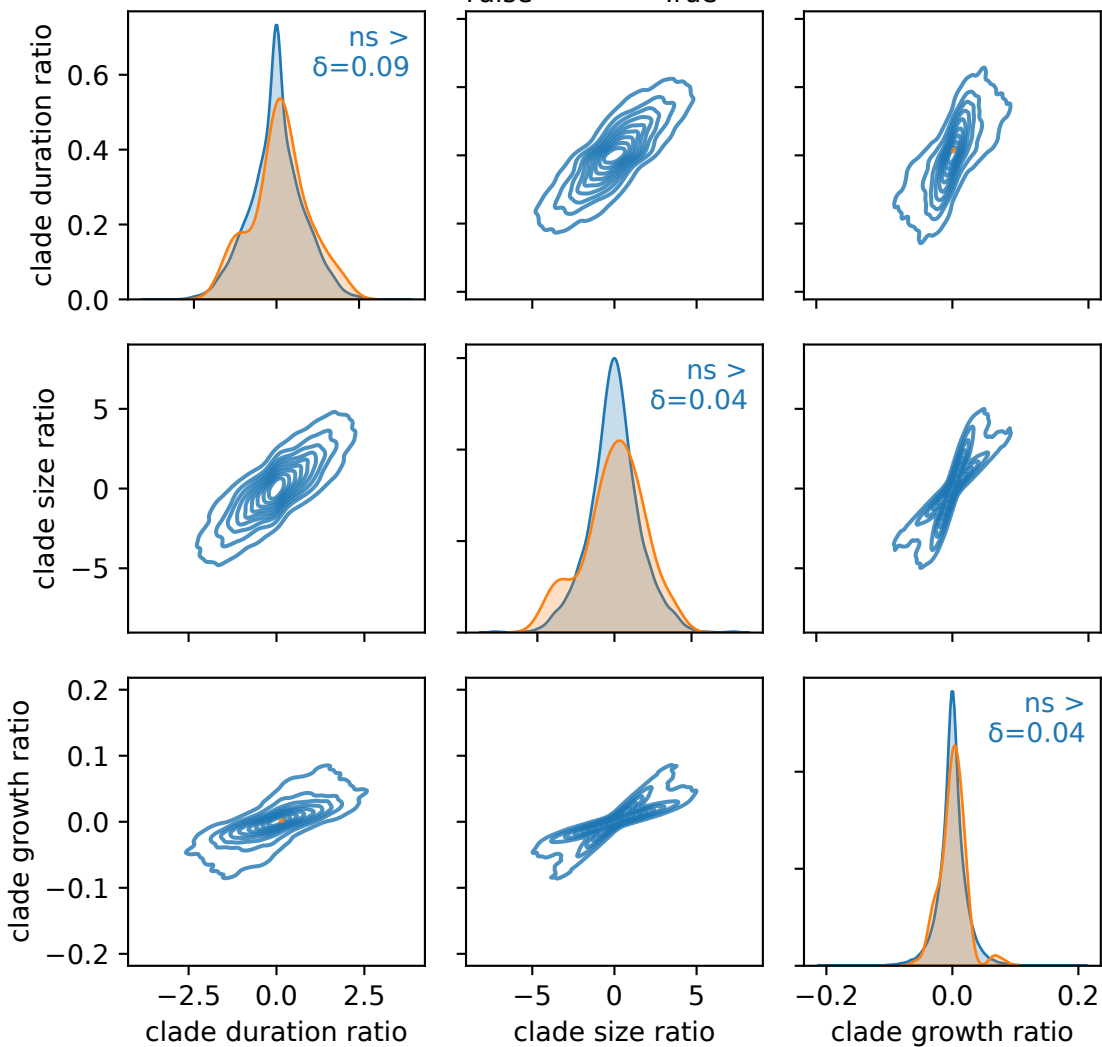 clade duration ratio
0.6
0.4
0.2
0.0
ns >
δ=0.09
clade size ratio
5
0
−5
ns >
δ=0.04
clade growth ratio
0.2
0.1
0.0
−0.1
−0.2
ns >
δ=0.04
−2.5 0.0 2.5
clade duration ratio
−5 0 5
clade size ratio
−0.2 0.0 0.2
clade growth ratio